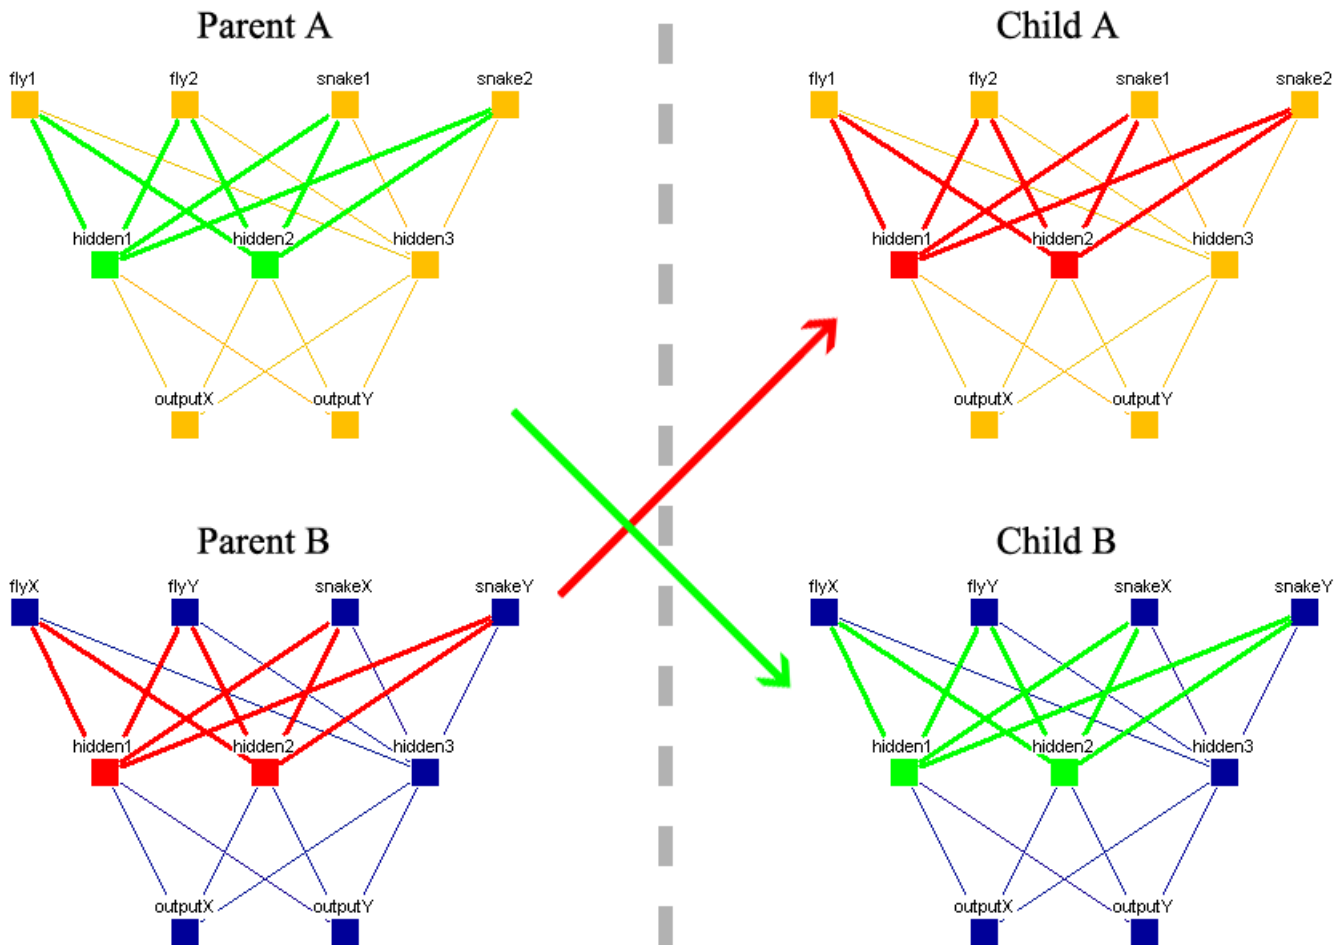 Parent A
Child A
fly1 fly2 snake1 snake2
fly1 fly2 snake1 snake2
hidden1 hidden2 hidden3
hidden1 hidden2 hidden3
outputX outputY
outputX outputY
Parent B
Child B
flyX flyY snakeX snakeY
flyX flyY snakeX snakeY
hidden1 hidden2 hidden3
hidden1 hidden2 hidden3
outputX outputY
outputX outputY